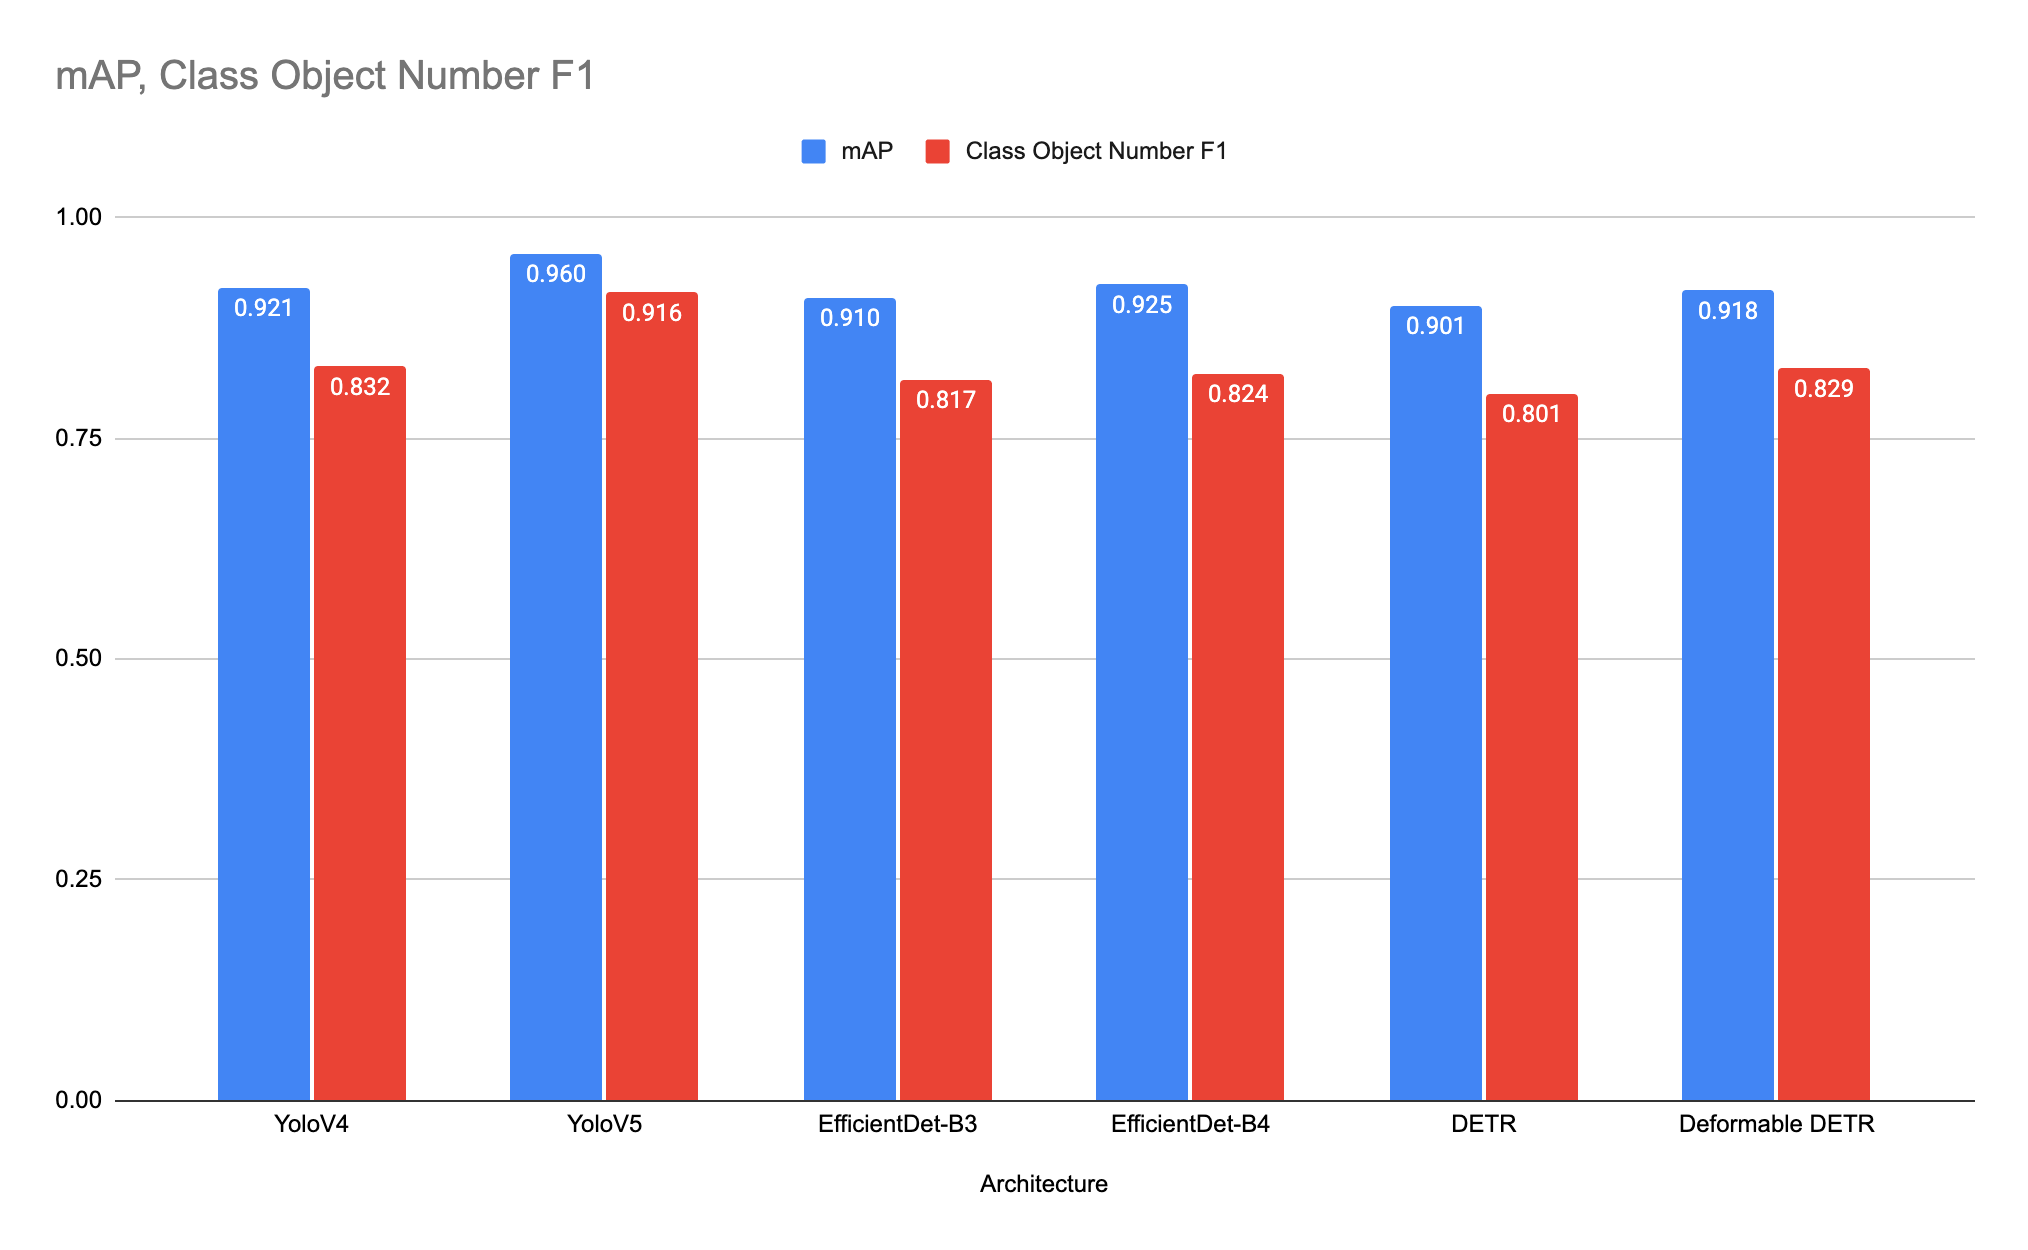 mAP, Class Object Number F1
mAP Class Object Number F1
1.00
0.75
0.50
0.25
0.00
0.921 0.832
0.960 0.916
0.910 0.817
0.925 0.824
0.901 0.801
0.918 0.829
YoloV4 YoloV5 EfficientDet-B3 EfficientDet-B4 DETR Deformable DETR
Architecture